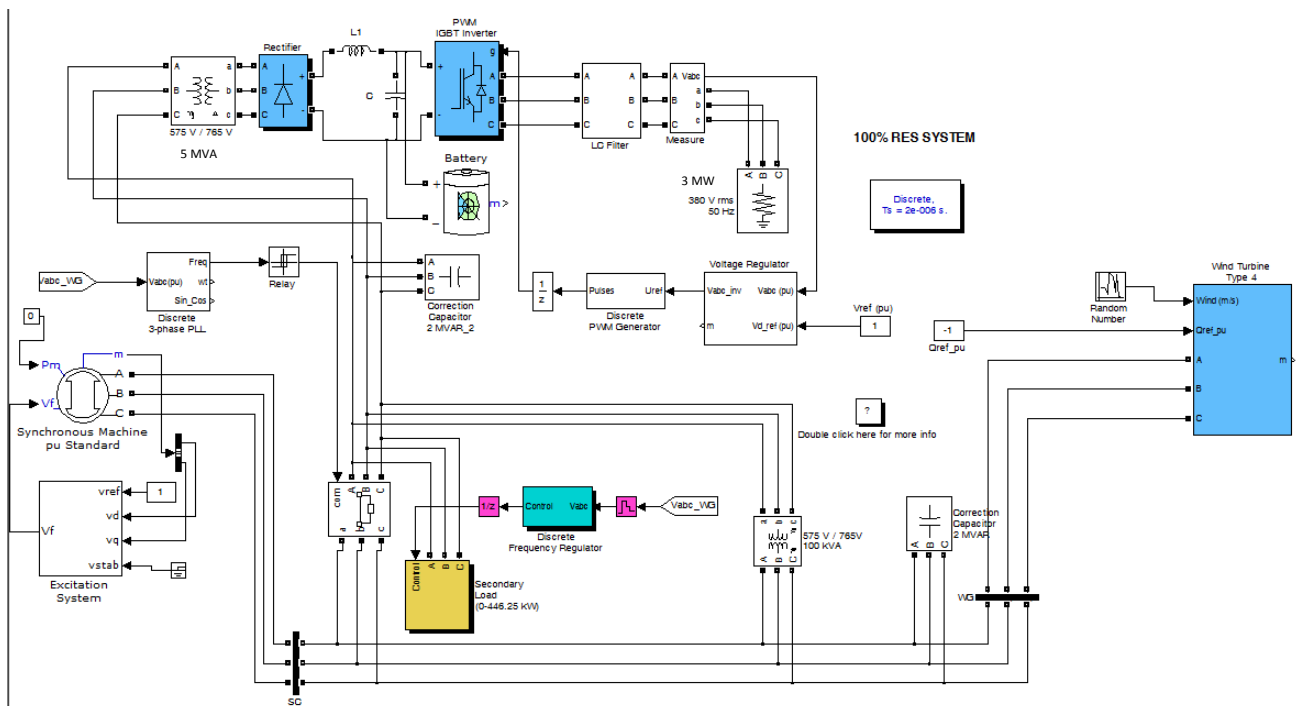 PWM
IGBT Inverter
L1
Rectifier
g
A
a
A
B
b
B
C
c
C
+
-
575 V / 765 V
5 MVA
C
+
-
A
B
C
A
A
B
B
C
C
LC Filter
A
Vabc
a
B
b
C
c
Measure
100% RES SYSTEM
Battery
+
m
_
3 MW
A
B
C
380 V rms
50 Hz
Discrete,
Ts = 2e-006 s.
Vabc_WG
Vabc(pu)
Freq
wt
Sin_Cos
Discrete
3-phase PLL
Relay
A
B
C
Correction
Capacitor
2 MVAR_2
1
z
Pulses
Uref
Discrete
PWM Generator
Voltage Regulator
Vabc_inv
Vabc (pu)
m
Vd_ref (pu)
Vref (pu)
1
Random
Number
-1
Qref_pu
Wind Turbine
Type 4
Wind (m/s)
Qref_pu
A
B
C
m
0
m
Pm
A
B
Vf_
C
Synchronous Machine
pu Standard
?
Double click here for more info
vref
1
vd
Vf
vq
vstab
Excitation
System
com
A
B
C
a
b
c
1/z
Control
Vabc
Discrete
Frequency Regulator
Vabc_WG
Control
A
B
C
Secondary
Load
(0-446.25 kW)
a
b
c
A
B
C
575 V / 765V
100 kVA
A
B
C
Correction
Capacitor
2 MVAR
WG
SC